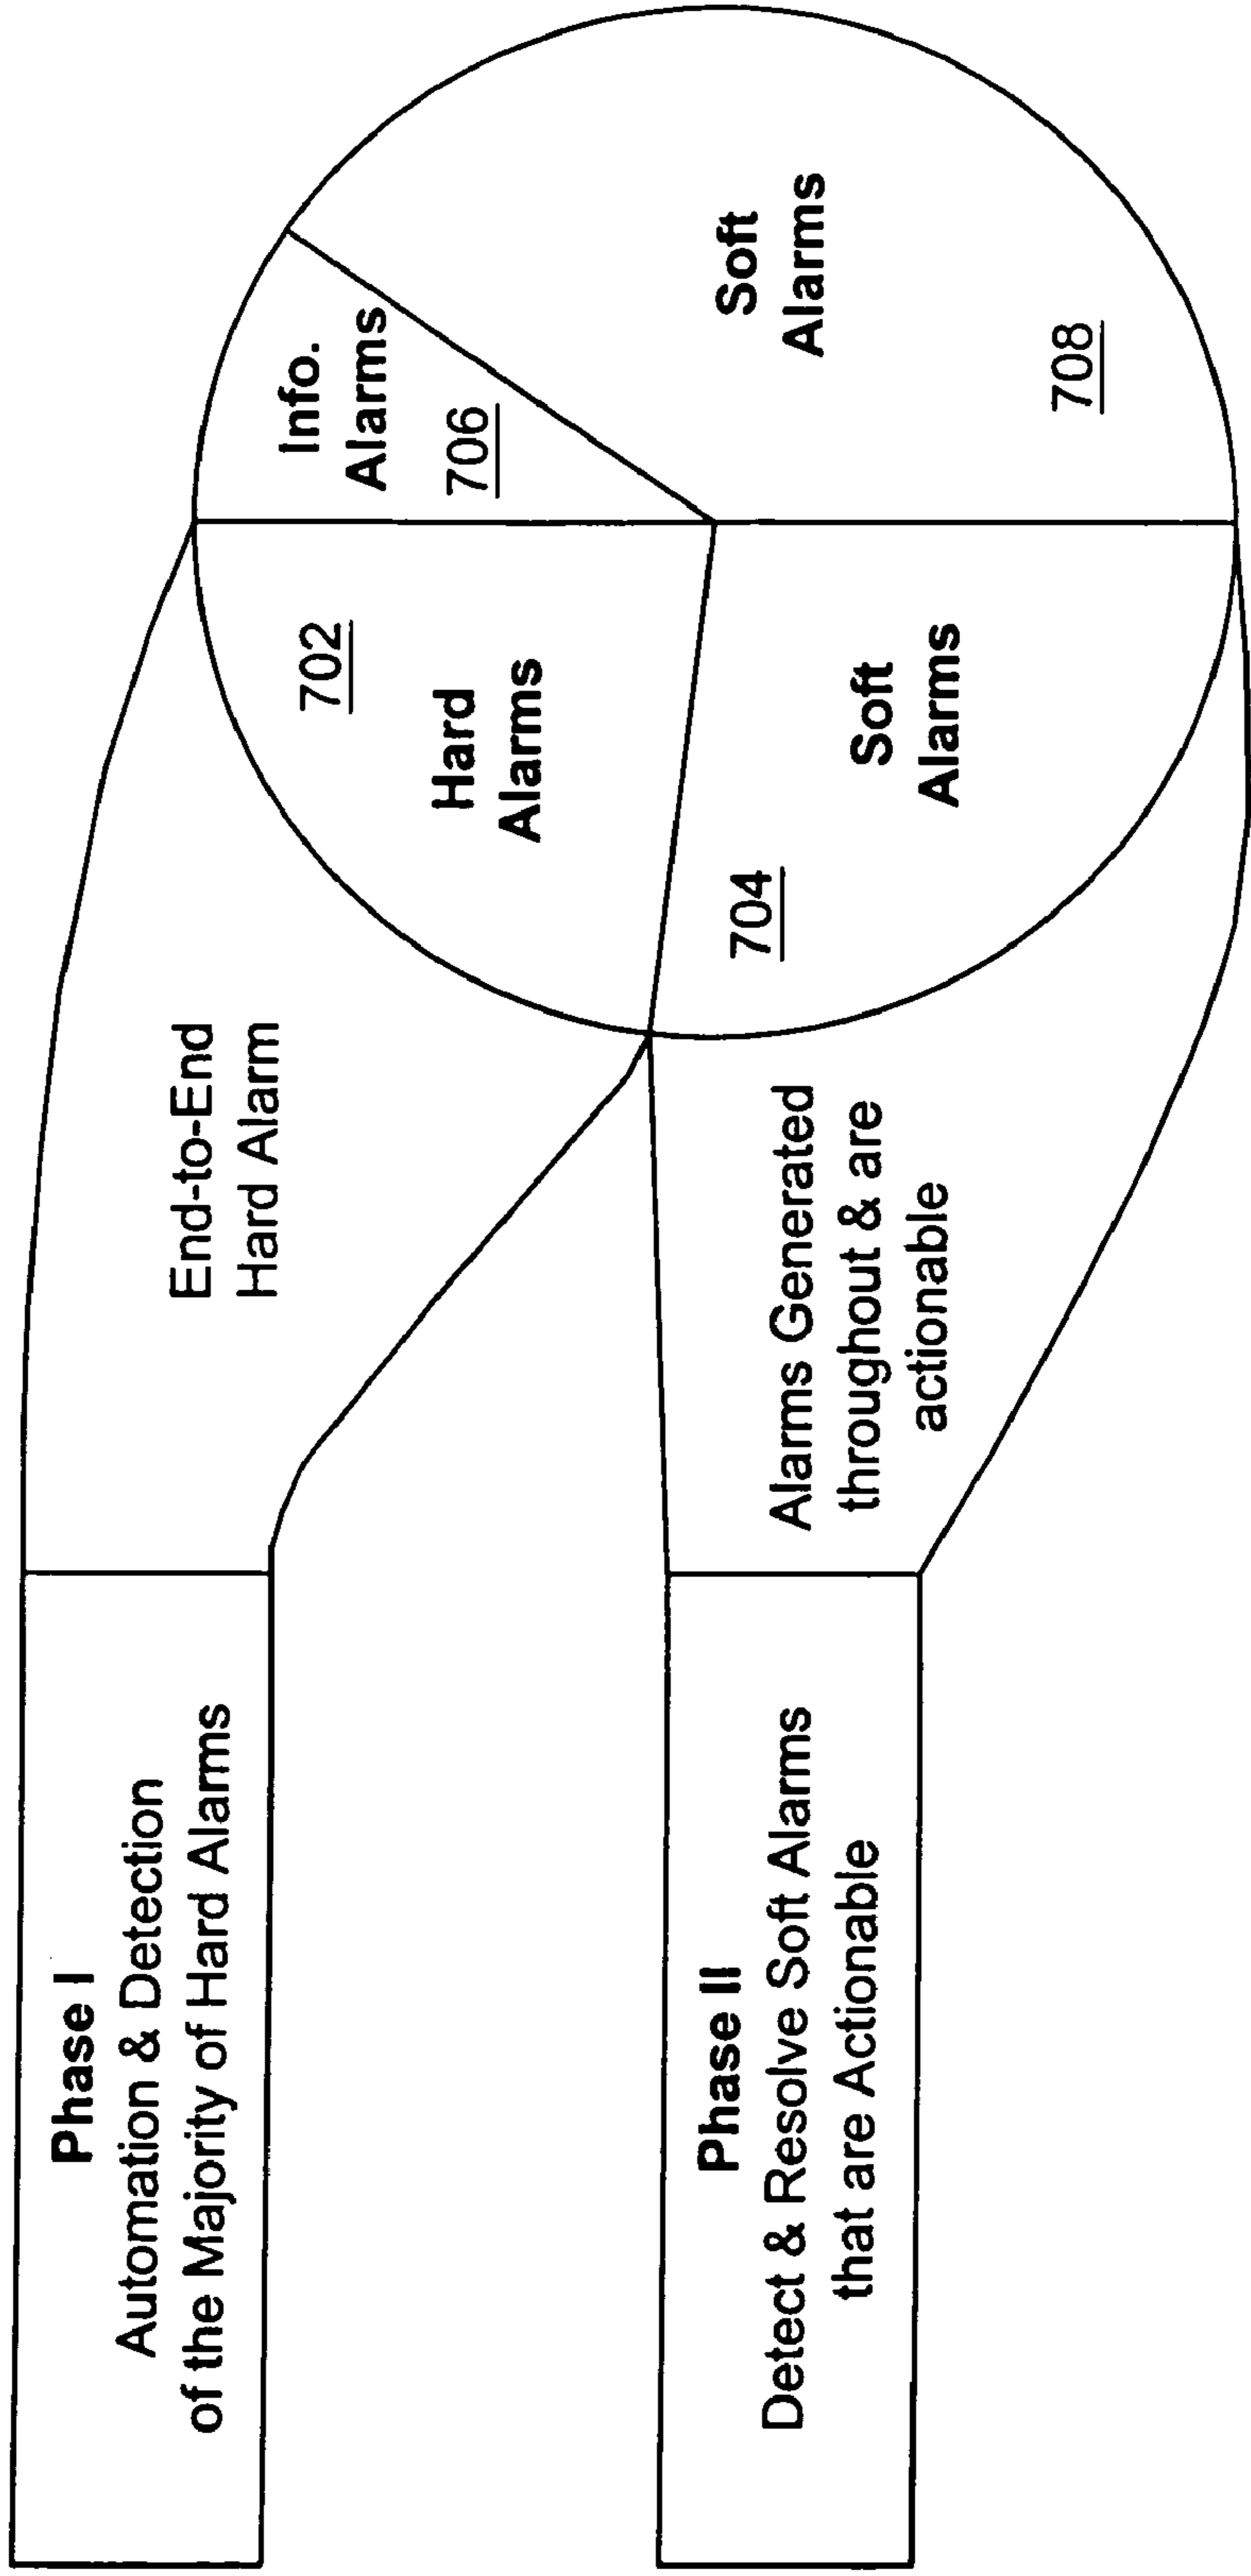 Phase I
Automation & Detection
of the Majority of Hard Alarms
End-to-End
Hard Alarm
702
Hard
Alarms
Info.
Alarms
706
Phase II
Detect & Resolve Soft Alarms
that are Actionable
Alarms Generated
throughout & are
actionable
704
Soft
Alarms
Soft
Alarms
708